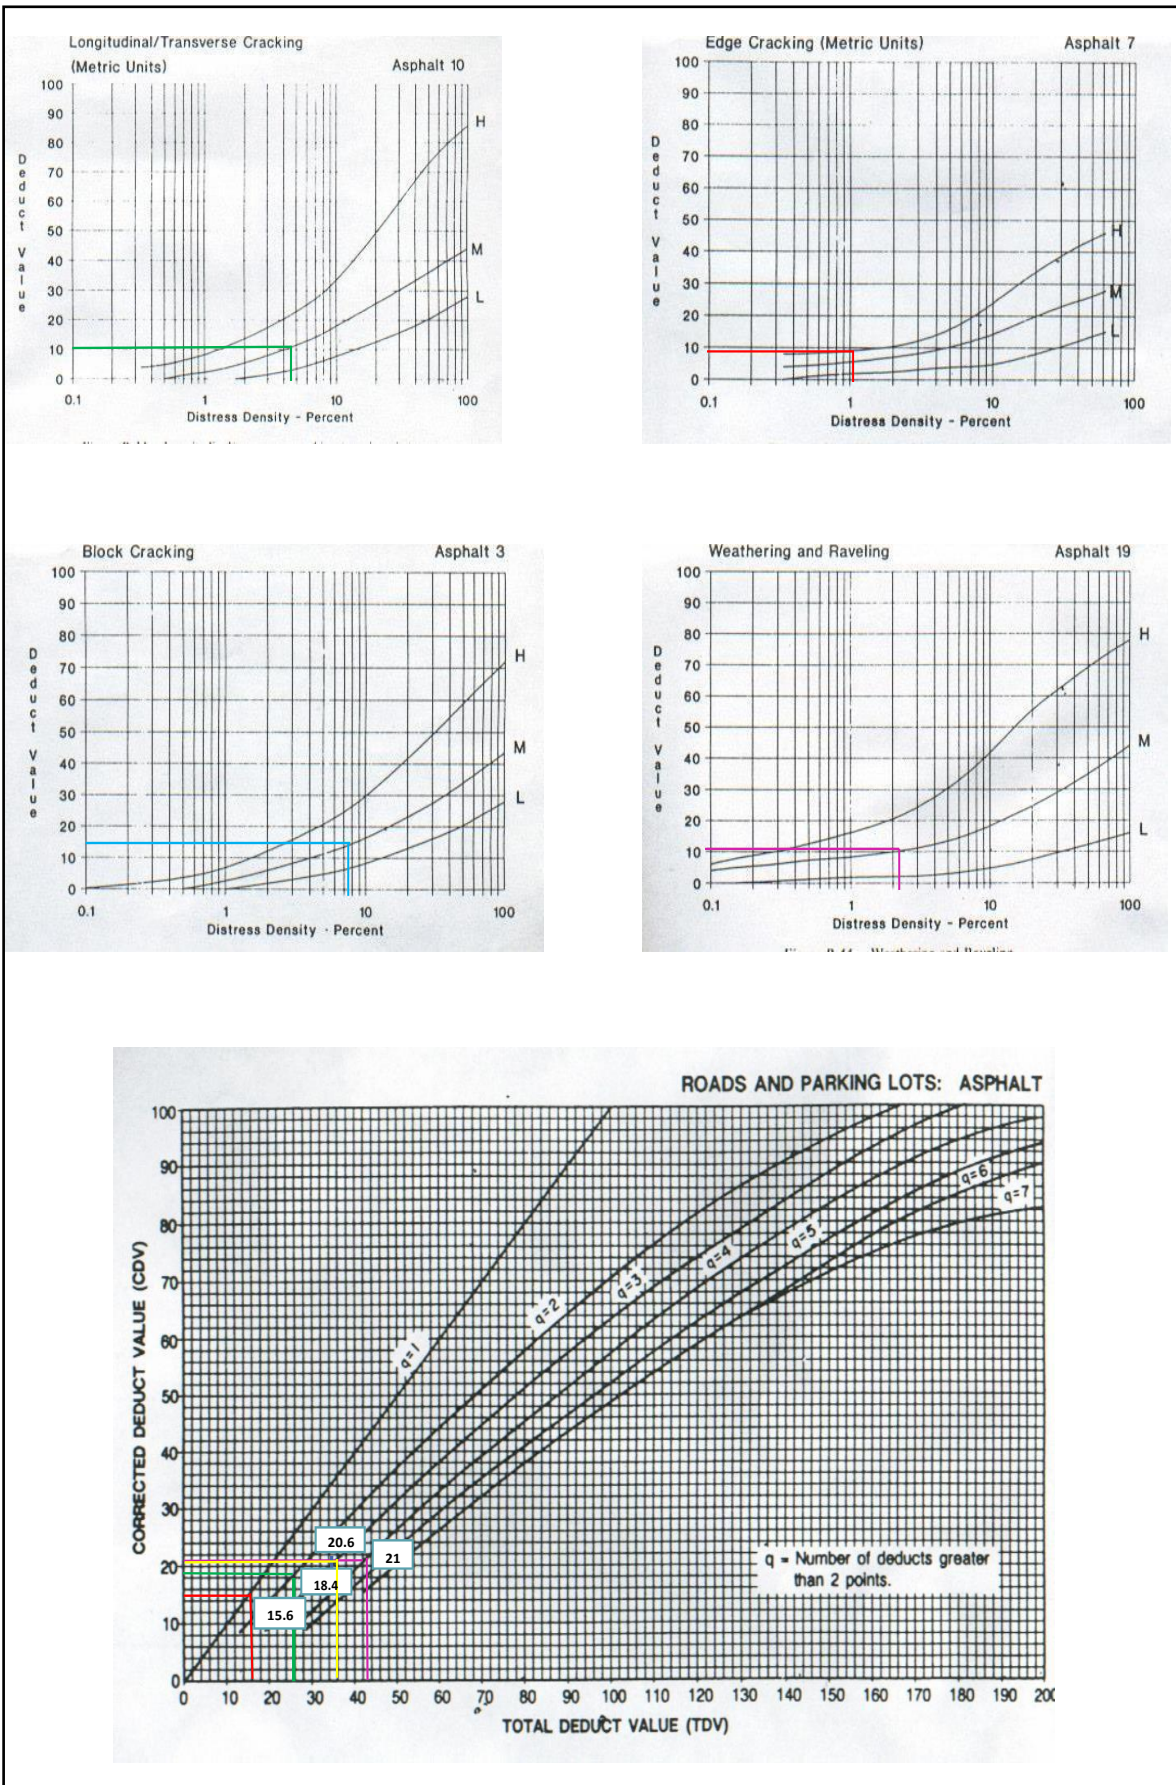 Longitudinal/Transverse Cracking
(Metric Units) Asphalt 10
100
90
80
70
60
50
40
30
20
10
0
Deduct Value
H
M
L
0.1 1 10 100
Distress Density - Percent
Edge Cracking (Metric Units) Asphalt 7
100
90
80
70
60
50
40
30
20
10
0
Deduct Value
H
M
L
0.1 1 10 100
Distress Density - Percent
Block Cracking Asphalt 3
100
90
80
70
60
50
40
30
20
10
0
Deduct Value
H
M
L
0.1 1 10 100
Distress Density - Percent
Weathering and Raveling Asphalt 19
100
90
80
70
60
50
40
30
20
10
0
Deduct Value
H
M
L
0.1 1 10 100
Distress Density - Percent
ROADS AND PARKING LOTS: ASPHALT
100
90
80
70
60
50
40
30
20
10
0
CORRECTED DEDUCT VALUE (CDV)
q=1
q=2
q=3
q=4
q=5
q=6
q=7
20.6
21
18.4
15.6
q = Number of deducts greater
than 2 points.
0 10 20 30 40 50 60 70 80 90 100 110 120 130 140 150 160 170 180 190 200
TOTAL DEDUCT VALUE (TDV)